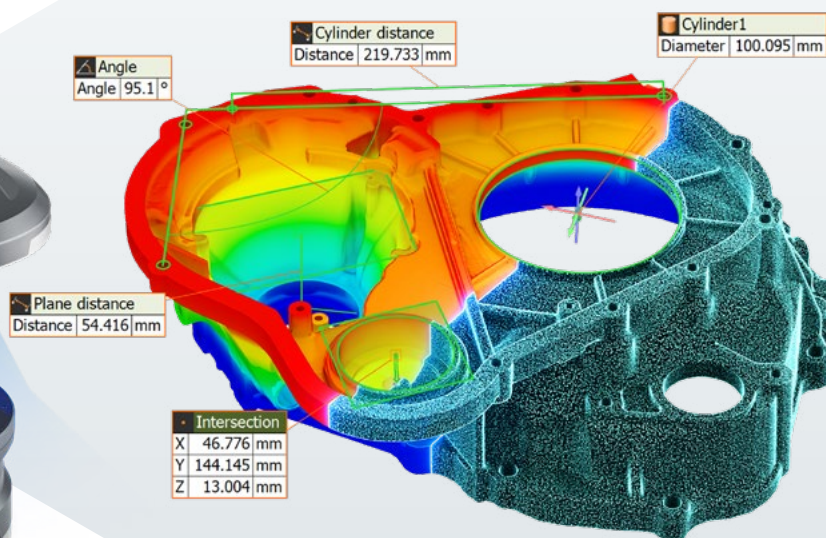 Cylinder distance
Distance 219.733 mm
Cylinder1
Diameter 100.095 mm
Angle
Angle 95.1 °
Plane distance
Distance 54.416 mm
Intersection
X 46.776 mm
Y 144.145 mm
Z 13.004 mm